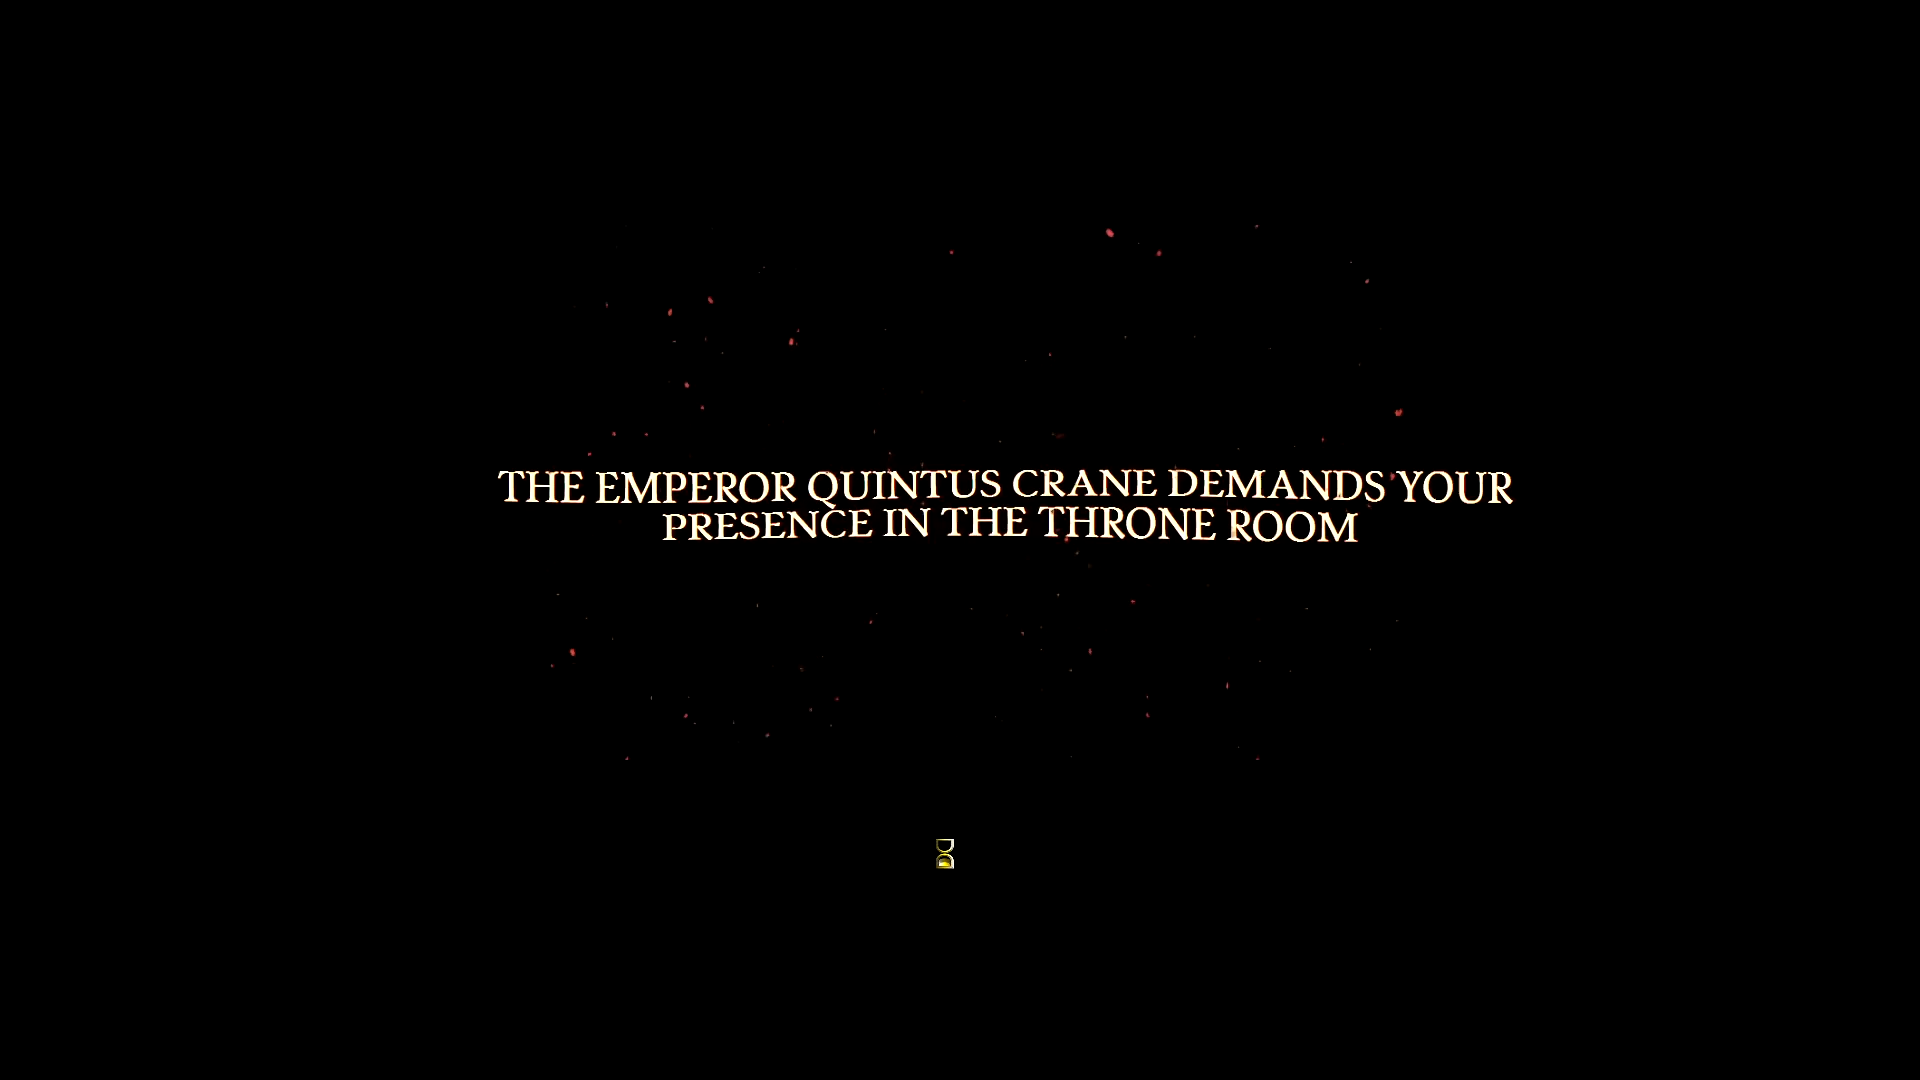 THE EMPEROR QUINTUS CRANE DEMANDS YOUR
PRESENCE IN THE THRONE ROOM